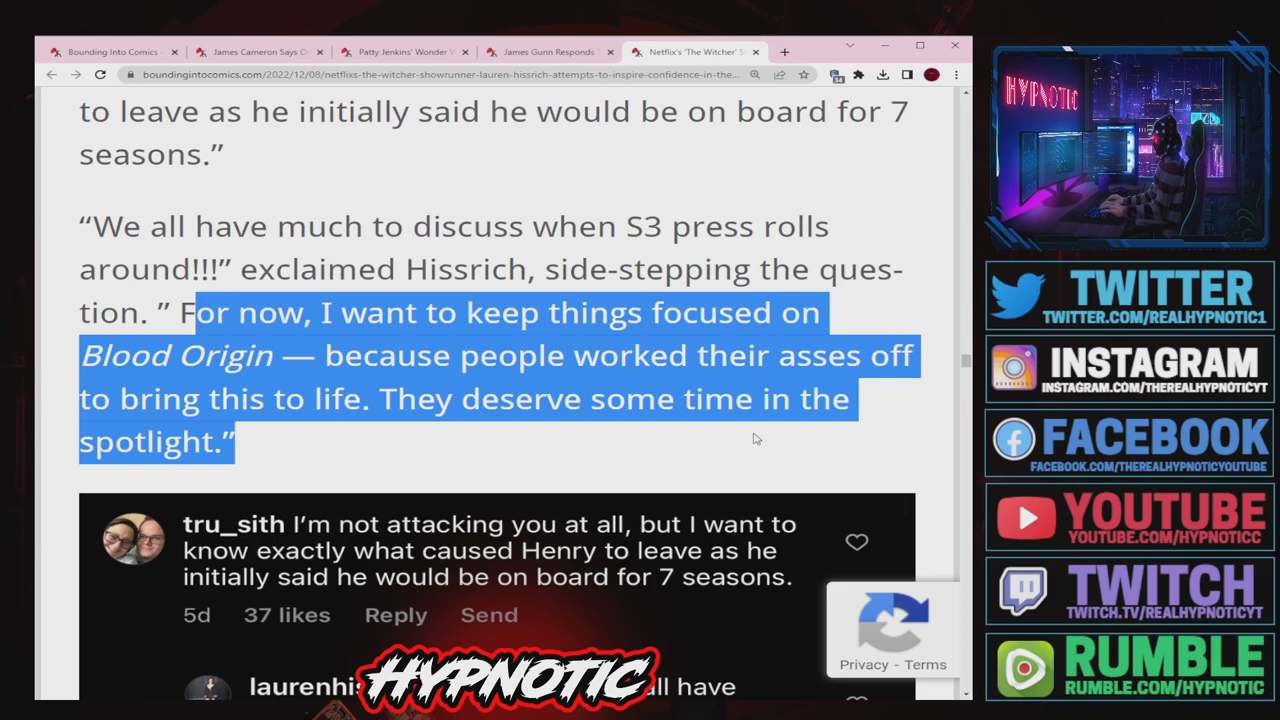 Bounding Into Comics -
James Cameron Says O
Patty Jenkins' Wonder W
James Gunn Responds T
Netflix's 'The Witcher' S
boundingintocomics.com/2022/12/08/netflixs-the-witcher-showrunner-lauren-hissrich-attempts-to-inspire-confidence-in-the...
34
to leave as he initially said he would be on board for 7
seasons.”
“We all have much to discuss when S3 press rolls
around!!!” exclaimed Hissrich, side-stepping the ques-
tion. ” For now, I want to keep things focused on
Blood Origin — because people worked their asses off
to bring this to life. They deserve some time in the
spotlight.”
tru_sith I'm not attacking you at all, but I want to
know exactly what caused Henry to leave as he
initially said he would be on board for 7 seasons.
5d 37 likes Reply Send
Privacy - Terms
laurenhis
all have
HYPNOTIC
HYPNOTIC
TWITTER
TWITTER.COM/REALHYPNOTIC1
INSTAGRAM
INSTAGRAM.COM/THEREALHYPNOTICYT
FACEBOOK
FACEBOOK.COM/THEREALHYPNOTICYOUTUBE
YOUTUBE
YOUTUBE.COM/HYPNOTICC
TWITCH
TWITCH.TV/REALHYPNOTICYT
RUMBLE
RUMBLE.COM/HYPNOTIC